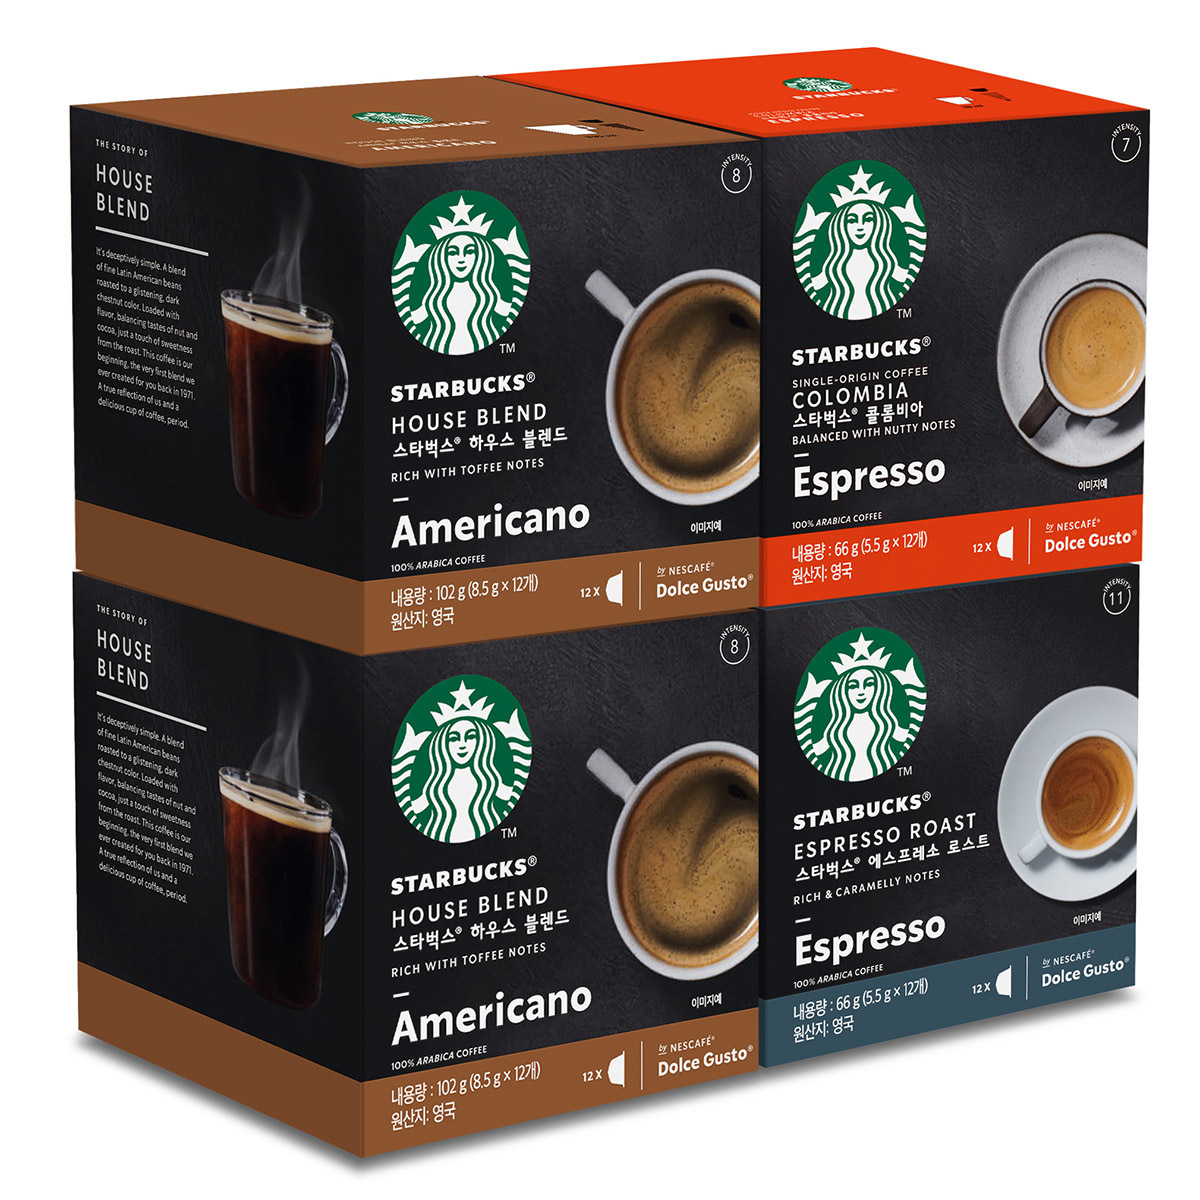 STARBUCKS®
AMERICANO
STARBUCKS®
ESPRESSO
THE STORY OF
HOUSE
BLEND
It's deceptively simple. A blend
of fine Latin American beans
roasted to a glistening, dark
chestnut color. Loaded with
flavor, balancing tastes of nut and
cocoa, just a touch of sweetness
from the roast. This coffee is our
beginning, the very first blend we
ever created for you back in 1971.
A true reflection of us and a
delicious cup of coffee, period.
INTENSITY
8
TM
STARBUCKS®
HOUSE BLEND
스타벅스® 하우스 블렌드
RICH WITH TOFFEE NOTES
Americano
이미지예
100% ARABICA COFFEE
내용량 : 102 g (8.5 g × 12개)
원산지: 영국
12 X
by NESCAFÉ®
Dolce Gusto®
INTENSITY
7
TM
STARBUCKS®
SINGLE-ORIGIN COFFEE
COLOMBIA
스타벅스® 콜롬비아
BALANCED WITH NUTTY NOTES
Espresso
이미지예
100% ARABICA COFFEE
내용량 : 66 g (5.5 g × 12개)
원산지: 영국
12 X
by NESCAFÉ®
Dolce Gusto®
THE STORY OF
HOUSE
BLEND
It's deceptively simple. A blend
of fine Latin American beans
roasted to a glistening, dark
chestnut color. Loaded with
flavor, balancing tastes of nut and
cocoa, just a touch of sweetness
from the roast. This coffee is our
beginning, the very first blend we
ever created for you back in 1971.
A true reflection of us and a
delicious cup of coffee, period.
INTENSITY
8
TM
STARBUCKS®
HOUSE BLEND
스타벅스® 하우스 블렌드
RICH WITH TOFFEE NOTES
Americano
이미지예
100% ARABICA COFFEE
내용량 : 102 g (8.5 g × 12개)
원산지: 영국
12 X
by NESCAFÉ®
Dolce Gusto®
INTENSITY
11
TM
STARBUCKS®
ESPRESSO ROAST
스타벅스® 에스프레소 로스트
RICH & CARAMELLY NOTES
Espresso
이미지예
100% ARABICA COFFEE
내용량 : 66 g (5.5 g × 12개)
원산지: 영국
12 X
by NESCAFÉ®
Dolce Gusto®